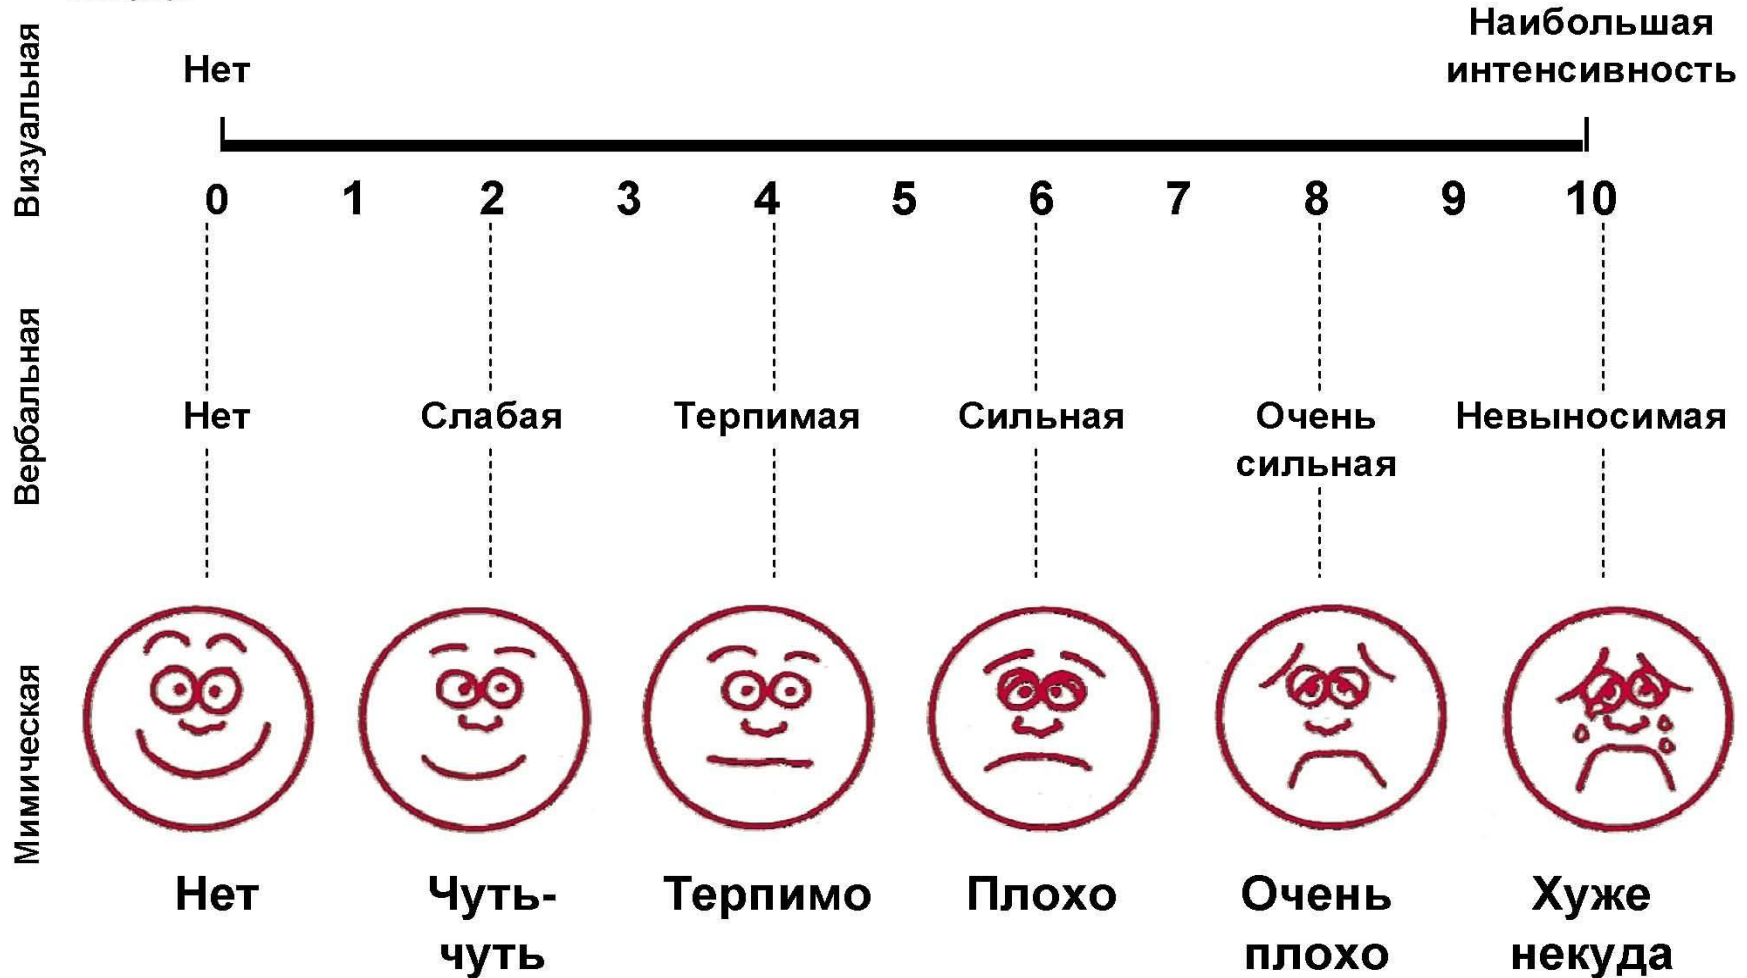 Наибольшая
Нет интенсивность
Визуальная
0 1 2 3 4 5 6 7 8 9 10
Вербальная
Нет Слабая Терпимая Сильная Очень Невыносимая
сильная
Мимическая
Нет Чуть- Терпимо Плохо Очень Хуже
чуть плохо некуда